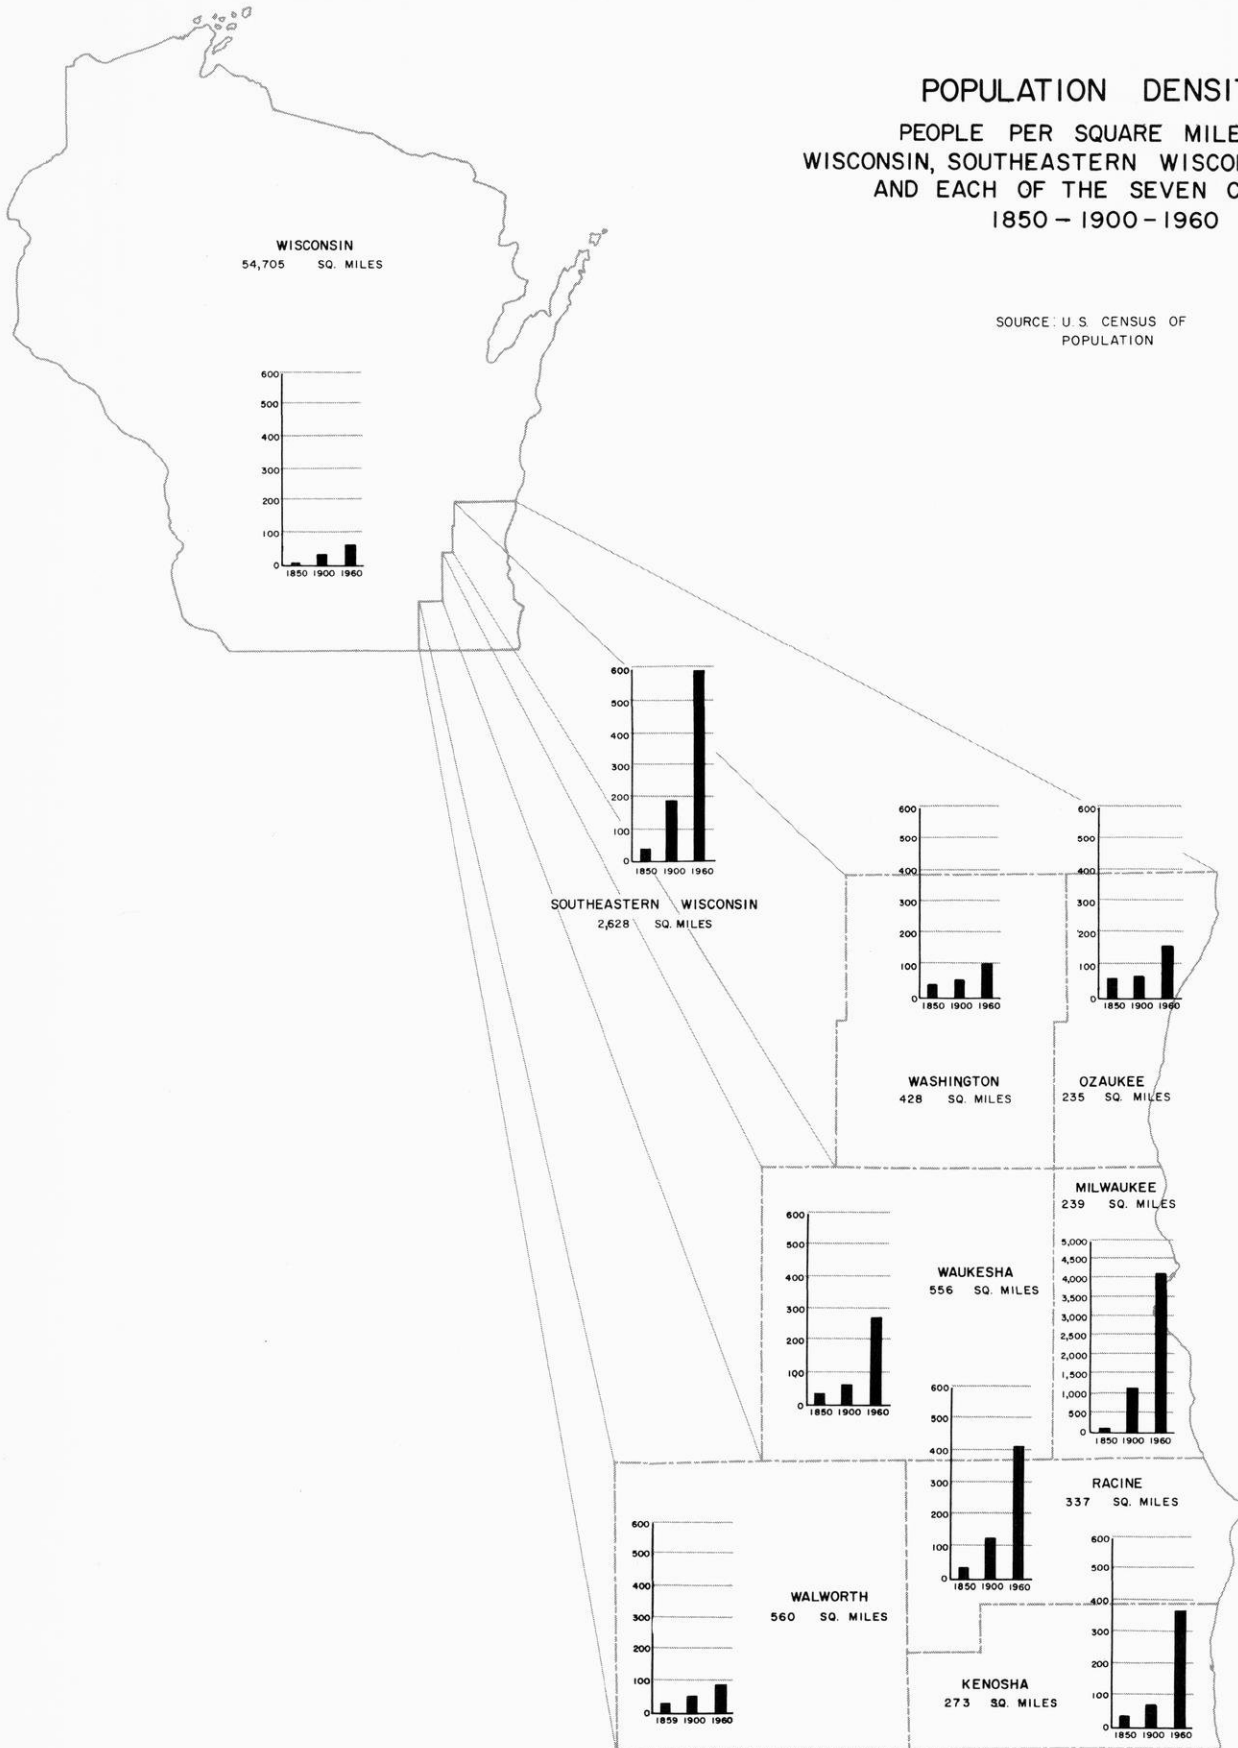 POPULATION DENSIT
PEOPLE PER SQUARE MILE
WISCONSIN, SOUTHEASTERN WISCO
AND EACH OF THE SEVEN C
1850 – 1900 – 1960
SOURCE: U.S. CENSUS OF
POPULATION
WISCONSIN
54,705 SQ. MILES
600
500
400
300
200
100
0
1850 1900 1960
600
500
400
300
200
100
0
1850 1900 1960
SOUTHEASTERN WISCONSIN
2,628 SQ. MILES
600
500
400
300
200
100
0
1850 1900 1960
WASHINGTON
428 SQ. MILES
600
500
400
300
200
100
0
1850 1900 1960
OZAUKEE
235 SQ. MILES
MILWAUKEE
239 SQ. MILES
5,000
4,500
4,000
3,500
3,000
2,500
2,000
1,500
1,000
500
0
1850 1900 1960
600
500
400
300
200
100
0
1850 1900 1960
WAUKESHA
556 SQ. MILES
600
500
400
300
200
100
0
1850 1900 1960
RACINE
337 SQ. MILES
600
500
400
300
200
100
0
1859 1900 1960
WALWORTH
560 SQ. MILES
600
500
400
300
200
100
0
1850 1900 1960
KENOSHA
273 SQ. MILES